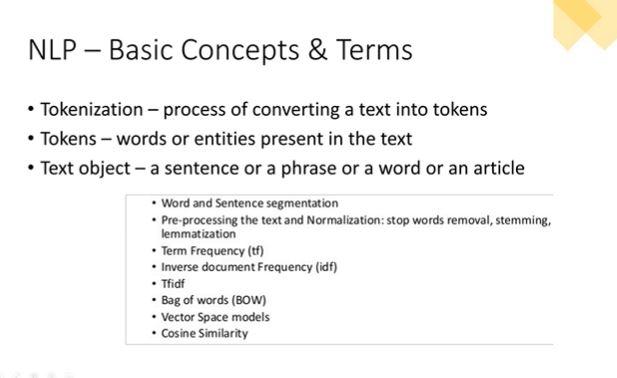 NLP – Basic Concepts & Terms
• Tokenization – process of converting a text into tokens
• Tokens – words or entities present in the text
• Text object – a sentence or a phrase or a word or an article
• Word and Sentence segmentation
• Pre-processing the text and Normalization: stop words removal, stemming,
lemmatization
• Term Frequency (tf)
• Inverse document Frequency (idf)
• Tfidf
• Bag of words (BOW)
• Vector Space models
• Cosine Similarity